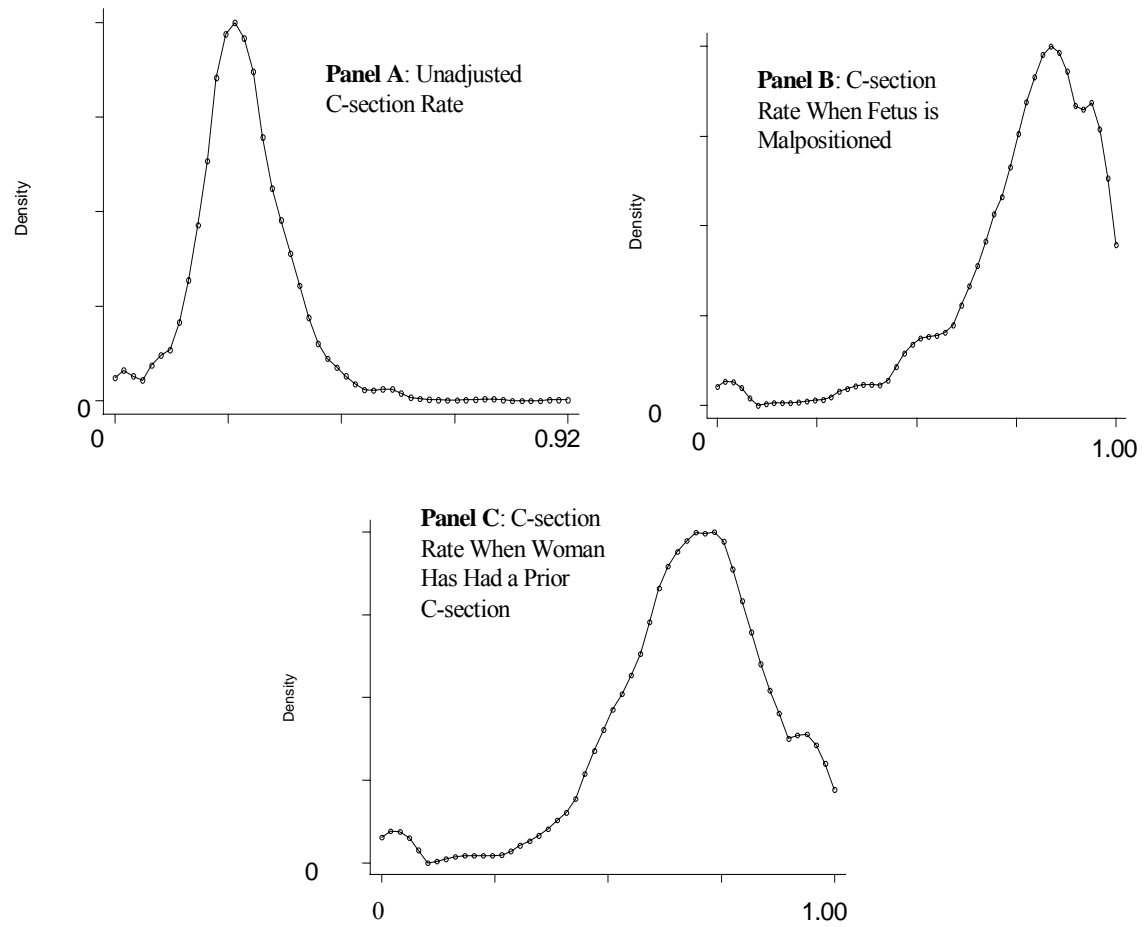 Panel A: Unadjusted
C-section Rate
Density
0
0
0.92
Panel B: C-section
Rate When Fetus is
Malpositioned
Density
0
0
1.00
Panel C: C-section
Rate When Woman
Has Had a Prior
C-section
Density
0
0
1.00